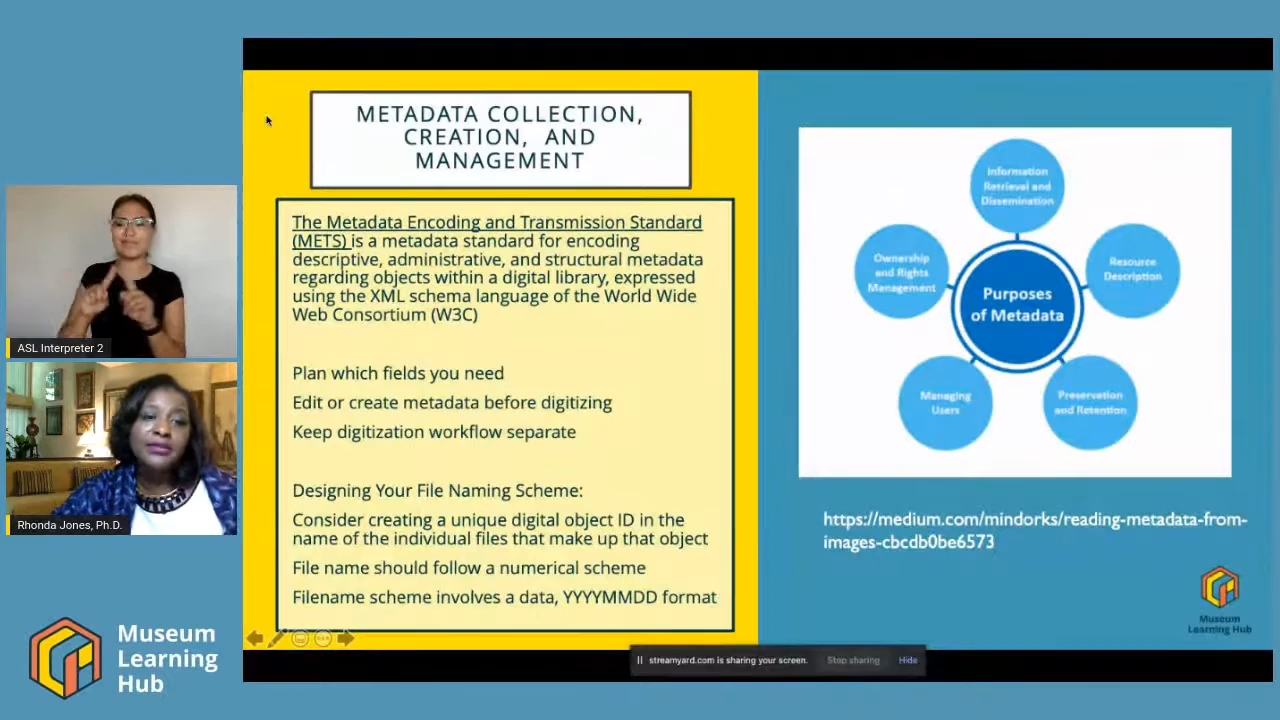 METADATA COLLECTION,
CREATION, AND
MANAGEMENT
The Metadata Encoding and Transmission Standard
(METS) is a metadata standard for encoding
descriptive, administrative, and structural metadata
regarding objects within a digital library, expressed
using the XML schema language of the World Wide
Web Consortium (W3C)
Plan which fields you need
Edit or create metadata before digitizing
Keep digitization workflow separate
Designing Your File Naming Scheme:
Consider creating a unique digital object ID in the
name of the individual files that make up that object
File name should follow a numerical scheme
Filename scheme involves a data, YYYYMMDD format
Information
Retrieval and
Dissemination
Ownership
and Rights
Management
Resource
Description
Purposes
of Metadata
Managing
Users
Preservation
and Retention
https://medium.com/mindorks/reading-metadata-from-
images-cbcdb0be6573
Museum
Learning Hub
ASL Interpreter 2
Rhonda Jones, Ph.D.
Museum
Learning
Hub
streamyard.com is sharing your screen. Stop sharing Hide